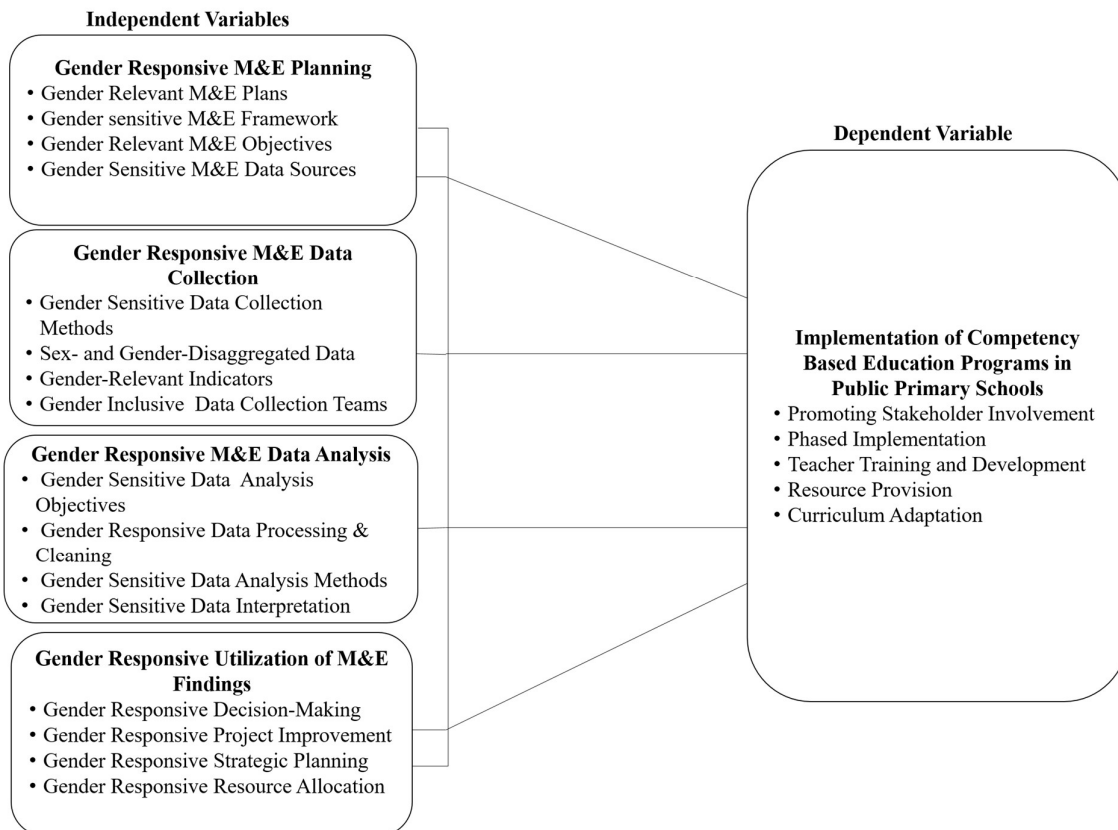 Independent Variables
Gender Responsive M&E Planning
• Gender Relevant M&E Plans
• Gender sensitive M&E Framework
• Gender Relevant M&E Objectives
• Gender Sensitive M&E Data Sources
Gender Responsive M&E Data
Collection
• Gender Sensitive Data Collection
Methods
• Sex- and Gender-Disaggregated Data
• Gender-Relevant Indicators
• Gender Inclusive Data Collection Teams
Gender Responsive M&E Data Analysis
• Gender Sensitive Data Analysis
Objectives
• Gender Responsive Data Processing &
Cleaning
• Gender Sensitive Data Analysis Methods
• Gender Sensitive Data Interpretation
Gender Responsive Utilization of M&E
Findings
• Gender Responsive Decision-Making
• Gender Responsive Project Improvement
• Gender Responsive Strategic Planning
• Gender Responsive Resource Allocation
Dependent Variable
Implementation of Competency
Based Education Programs in
Public Primary Schools
• Promoting Stakeholder Involvement
• Phased Implementation
• Teacher Training and Development
• Resource Provision
• Curriculum Adaptation